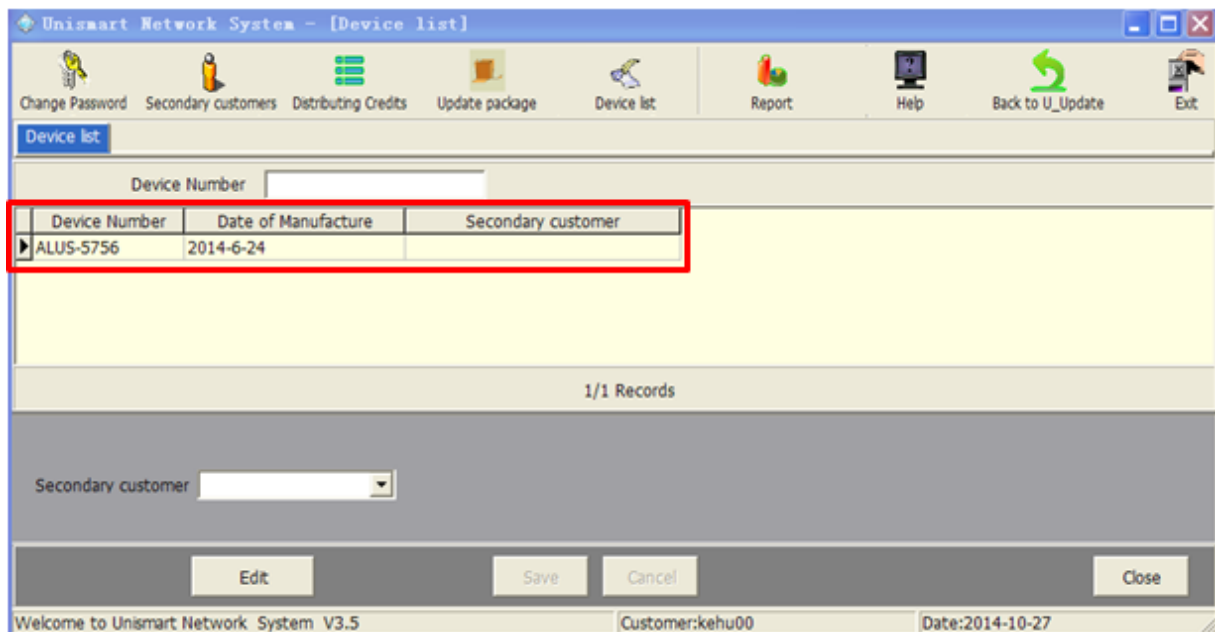 Unismart Network System - [Device list]
Change Password Secondary customers Distributing Credits Update package Device list Report Help Back to U_Update Exit
Device list
Device Number
Device Number Date of Manufacture Secondary customer
ALUS-5756 2014-6-24
1/1 Records
Secondary customer
Edit Save Cancel Close
Welcome to Unismart Network System V3.5 Customer:kehu00 Date:2014-10-27